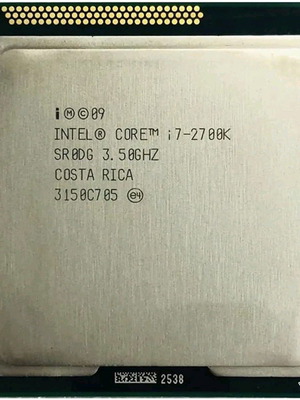 i Ⓜ©09
INTEL® CORE™ i7-2700K
SR0DG 3.50GHZ
COSTA RICA
3150C705 e4
2538